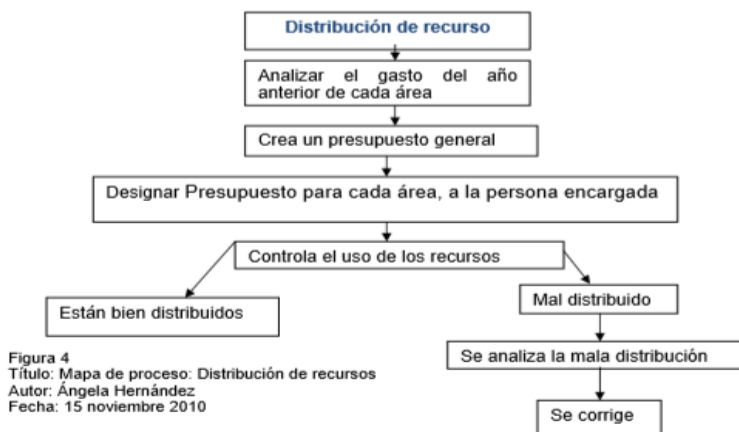 Distribución de recurso
Analizar el gasto del año
anterior de cada área
Crea un presupuesto general
Designar Presupuesto para cada área, a la persona encargada
Controla el uso de los recursos
Están bien distribuidos
Mal distribuido
Se analiza la mala distribución
Se corrige
Figura 4
Título: Mapa de proceso: Distribución de recursos
Autor: Ángela Hernández
Fecha: 15 noviembre 2010